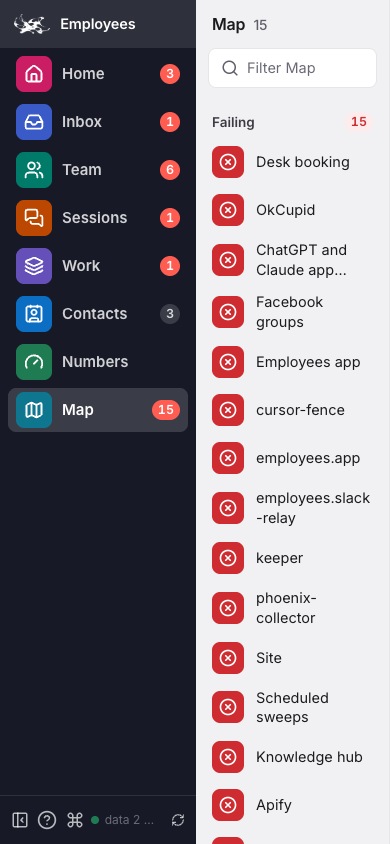 Employees
Home 3
Inbox 1
Team 6
Sessions 1
Work 1
Contacts 3
Numbers
Map 15
data 2 ...
Map 15
Filter Map
Failing 15
Desk booking
OkCupid
ChatGPT and
Claude app...
Facebook
groups
Employees app
cursor-fence
employees.app
employees.slack
-relay
keeper
phoenix-
collector
Site
Scheduled
sweeps
Knowledge hub
Apify